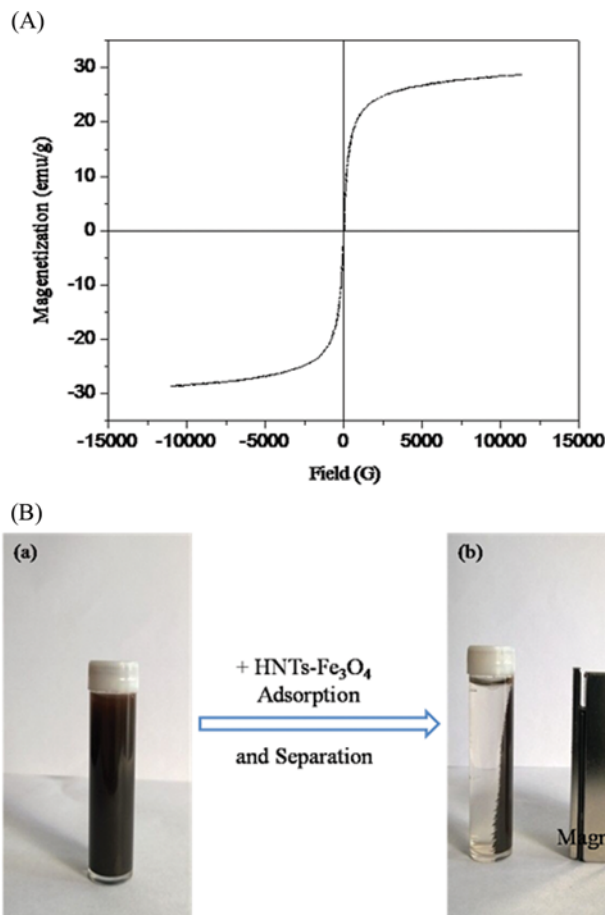 (A)
30
20
10
0
-10
-20
-30
Magenetization (emu/g)
-15000 -10000 -5000 0 5000 10000 15000
Field (G)
(B)
(a)
+ HNTs-Fe₃O₄
Adsorption
and Separation
(b)
Magn